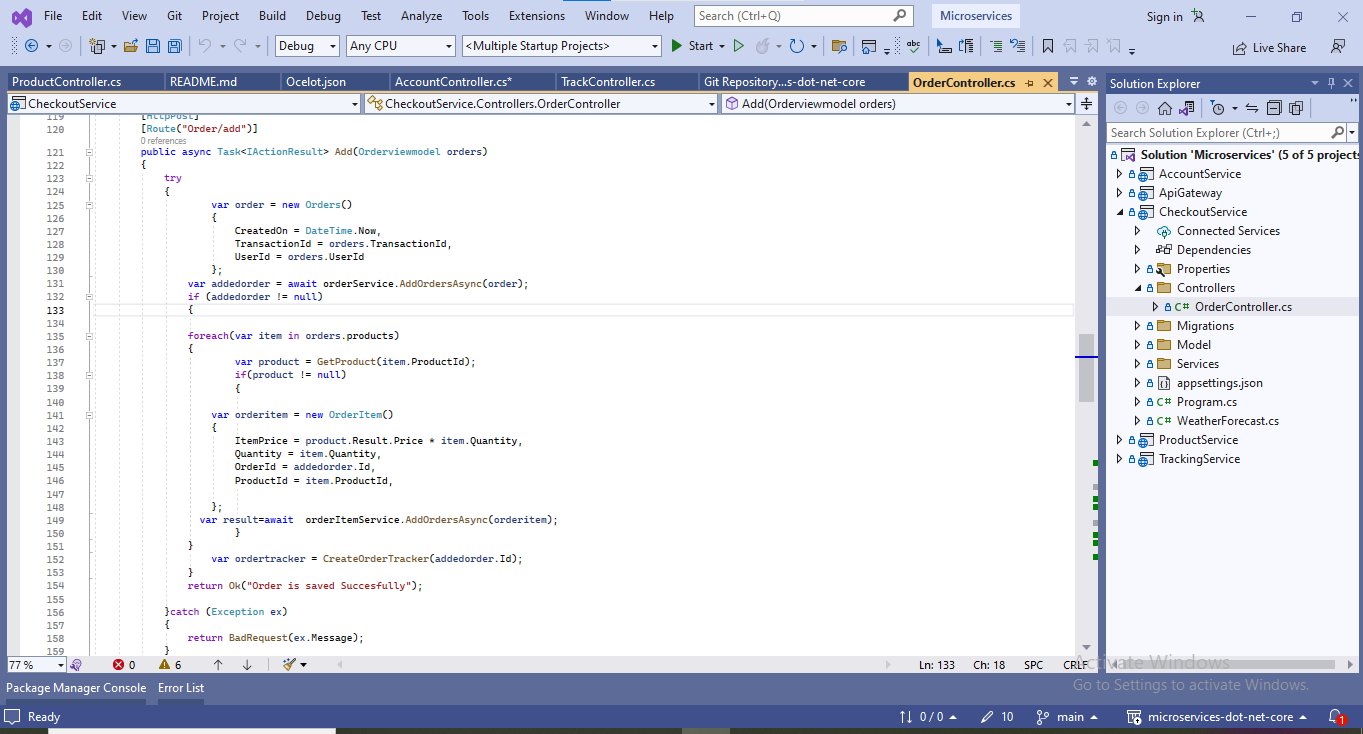 File Edit View Git Project Build Debug Test Analyze Tools Extensions Window Help Search (Ctrl+Q) Microservices Sign in
Debug Any CPU <Multiple Startup Projects> Start Live Share
ProductController.cs README.md Ocelot.json AccountController.cs* TrackController.cs Git Repository...s-dot-net-core OrderController.cs
CheckoutService CheckoutService.Controllers.OrderController Add(Orderviewmodel orders)
119 [HttpPost]
120 [Route("Order/add")]
0 references
121 public async Task<IActionResult> Add(Orderviewmodel orders)
122 {
123 try
124 {
125 var order = new Orders()
126 {
127 CreatedOn = DateTime.Now,
128 TransactionId = orders.TransactionId,
129 UserId = orders.UserId
130 };
131 var addedorder = await orderService.AddOrdersAsync(order);
132 if (addedorder != null)
133 {
134
135 foreach(var item in orders.products)
136 {
137 var product = GetProduct(item.ProductId);
138 if(product != null)
139 {
140
141 var orderitem = new OrderItem()
142 {
143 ItemPrice = product.Result.Price * item.Quantity,
144 Quantity = item.Quantity,
145 OrderId = addedorder.Id,
146 ProductId = item.ProductId,
147
148 };
149 var result=await  orderItemService.AddOrdersAsync(orderitem);
150 }
151 }
152 var ordertracker = CreateOrderTracker(addedorder.Id);
153 }
154 return Ok("Order is saved Succesfully");
155
156 }catch (Exception ex)
157 {
158 return BadRequest(ex.Message);
159 }
77 % 0 6 Ln: 133 Ch: 18 SPC CRLF
Solution Explorer
Search Solution Explorer (Ctrl+;)
Solution 'Microservices' (5 of 5 projects
AccountService
ApiGateway
CheckoutService
Connected Services
Dependencies
Properties
Controllers
C# OrderController.cs
Migrations
Model
Services
appsettings.json
C# Program.cs
C# WeatherForecast.cs
ProductService
TrackingService
Activate Windows
Go to Settings to activate Windows.
Package Manager Console Error List
Ready 0 / 0 10 main microservices-dot-net-core 1